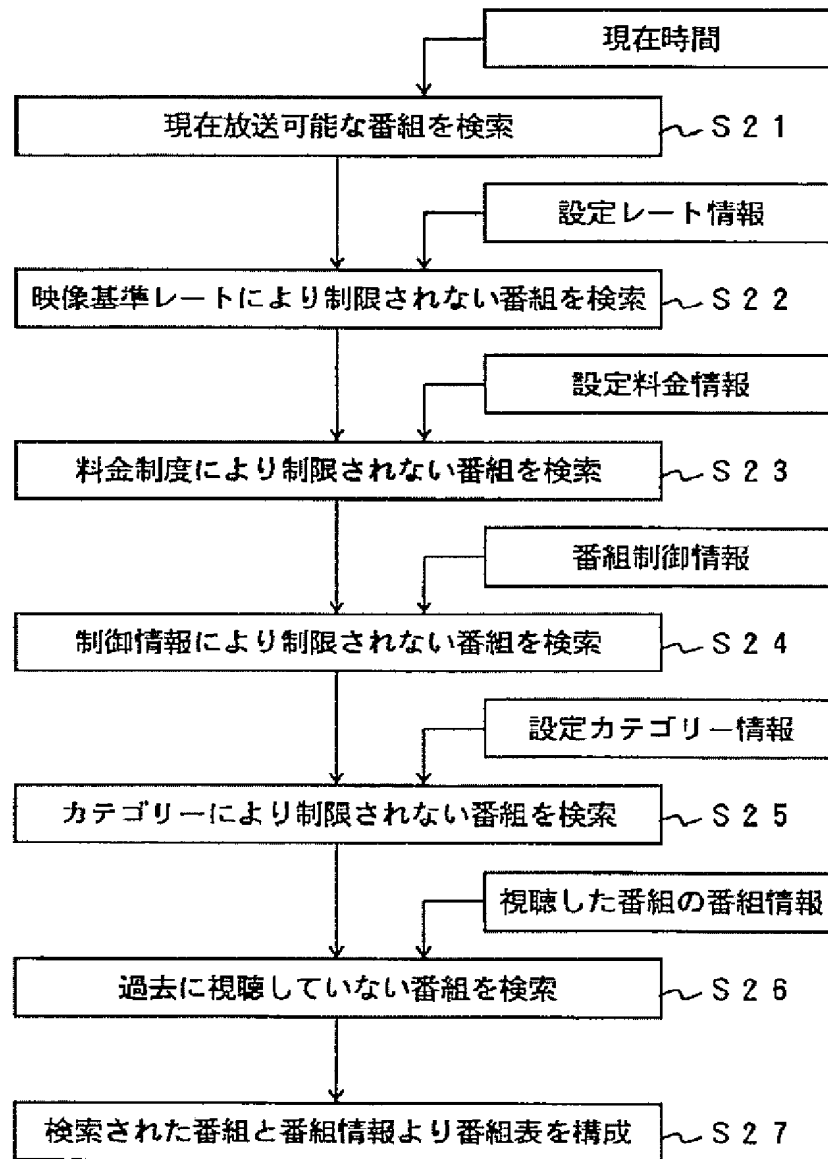 現在時間
現在放送可能な番組を検索 S21
設定レート情報
映像基準レートにより制限されない番組を検索 S22
設定料金情報
料金制度により制限されない番組を検索 S23
番組制御情報
制御情報により制限されない番組を検索 S24
設定カテゴリー情報
カテゴリーにより制限されない番組を検索 S25
視聴した番組の番組情報
過去に視聴していない番組を検索 S26
検索された番組と番組情報より番組表を構成 S27